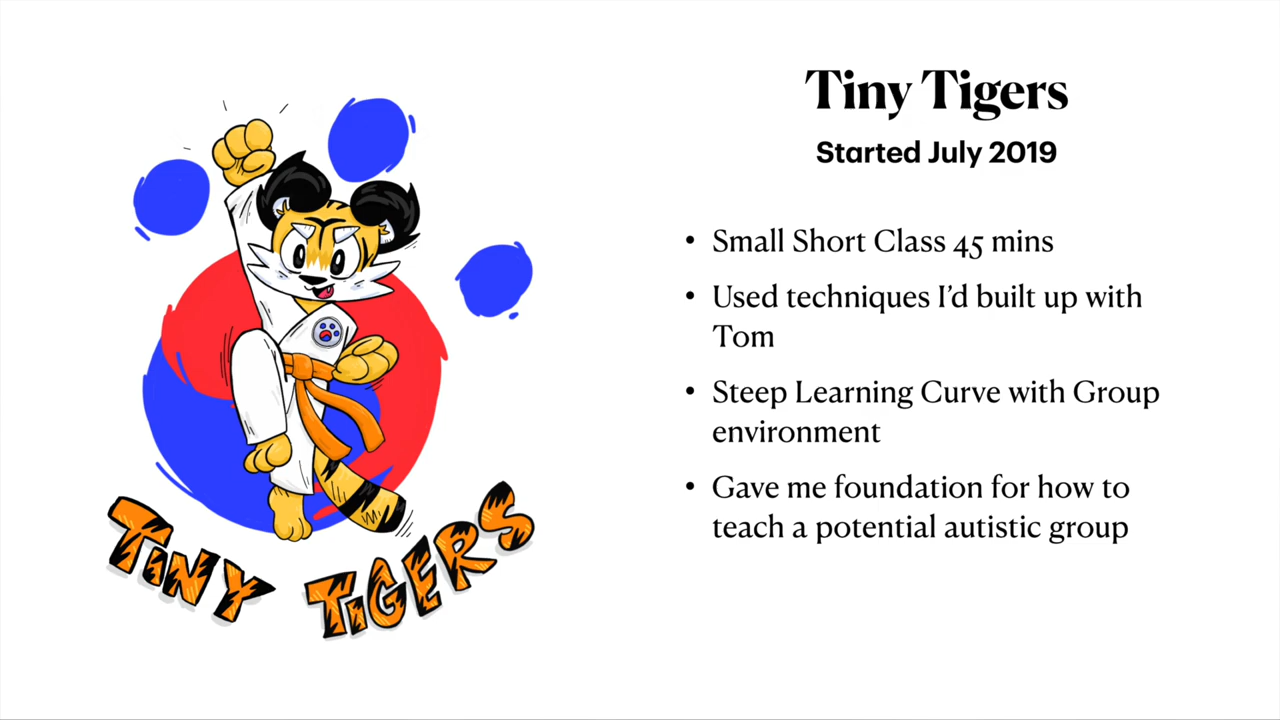 Tiny Tigers
Started July 2019
• Small Short Class 45 mins
• Used techniques I’d built up with
Tom
• Steep Learning Curve with Group
environment
• Gave me foundation for how to
teach a potential autistic group
TiNY TiGERS